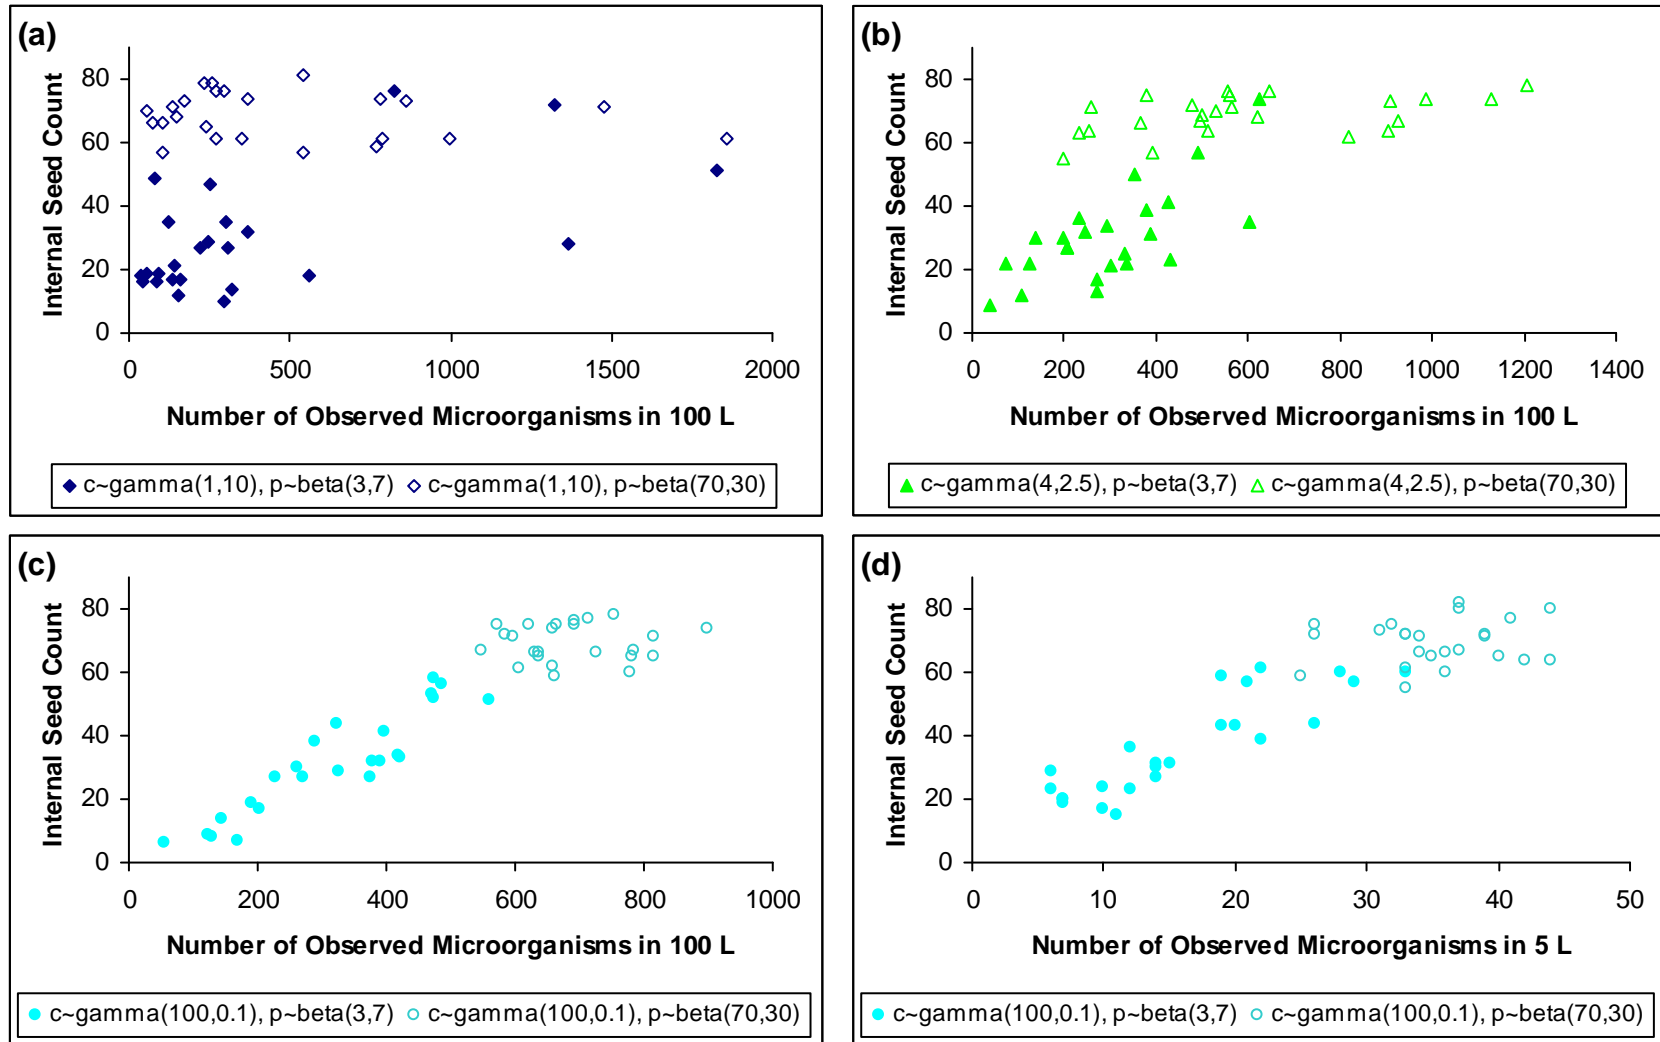 (a)
Internal Seed Count
80
60
40
20
0
0 500 1000 1500 2000
Number of Observed Microorganisms in 100 L
c~gamma(1,10), p~beta(3,7) c~gamma(1,10), p~beta(70,30)
(b)
Internal Seed Count
80
60
40
20
0
0 200 400 600 800 1000 1200 1400
Number of Observed Microorganisms in 100 L
c~gamma(4,2.5), p~beta(3,7) c~gamma(4,2.5), p~beta(70,30)
(c)
Internal Seed Count
80
60
40
20
0
0 200 400 600 800 1000
Number of Observed Microorganisms in 100 L
c~gamma(100,0.1), p~beta(3,7) c~gamma(100,0.1), p~beta(70,30)
(d)
Internal Seed Count
80
60
40
20
0
0 10 20 30 40 50
Number of Observed Microorganisms in 5 L
c~gamma(100,0.1), p~beta(3,7) c~gamma(100,0.1), p~beta(70,30)